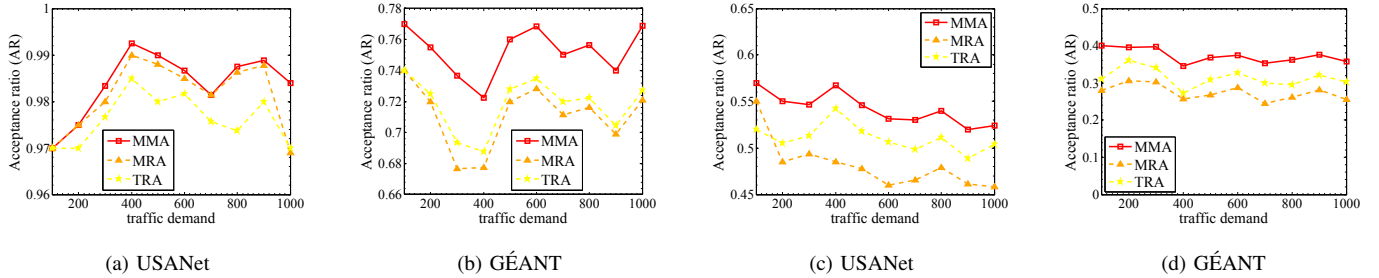 1
0.99
0.98
0.97
0.96
Acceptance ratio (AR)
MMA
MRA
TRA
200 400 600 800 1000
traffic demand
(a) USANet
0.78
0.76
0.74
0.72
0.7
0.68
0.66
Acceptance ratio (AR)
MMA
MRA
TRA
200 400 600 800 1000
traffic demand
(b) GÉANT
0.65
0.6
0.55
0.5
0.45
Acceptance ratio (AR)
MMA
MRA
TRA
200 400 600 800 1000
traffic demand
(c) USANet
0.5
0.4
0.3
0.2
0.1
0
Acceptance ratio (AR)
MMA
MRA
TRA
200 400 600 800 1000
traffic demand
(d) GÉANT